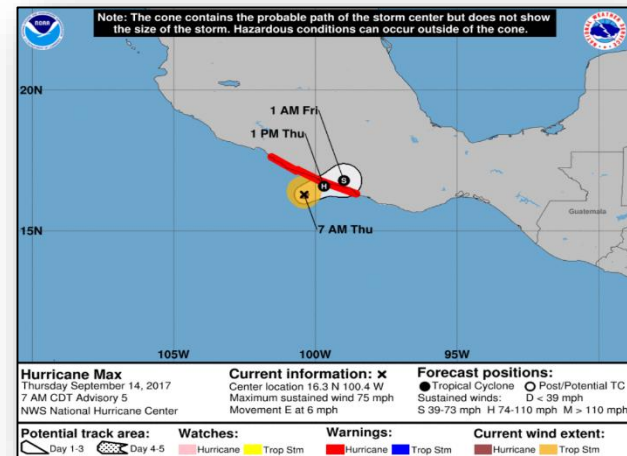 Note: The cone contains the probable path of the storm center but does not show
the size of the storm. Hazardous conditions can occur outside of the cone.
NOAA
20N
1 AM Fri
1 PM Thu
S
H
Guatemala
7 AM Thu
15N
105W 100W 95W
Hurricane Max
Thursday September 14, 2017
7 AM CDT Advisory 5
NWS National Hurricane Center
Current information: ×
Center location 16.3 N 100.4 W
Maximum sustained wind 75 mph
Movement E at 6 mph
Forecast positions:
● Tropical Cyclone ○ Post/Potential TC
Sustained winds: D < 39 mph
S 39-73 mph H 74-110 mph M > 110 mph
Potential track area:
Day 1-3 Day 4-5
Watches:
Hurricane Trop Stm
Warnings:
Hurricane Trop Stm
Current wind extent:
Hurricane Trop Stm